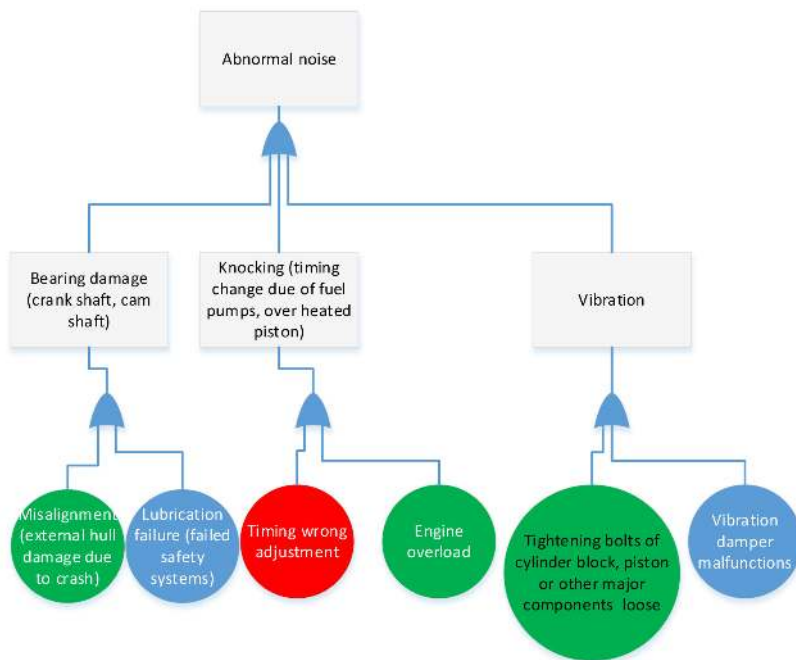 Abnormal noise
Bearing damage
(crank shaft, cam
shaft)
Knocking (timing
change due of fuel
pumps, over heated
piston)
Vibration
Misalignment
(external hull
damage due
to crash)
Lubrication
failure (failed
safety
systems)
Timing wrong
adjustment
Engine
overload
Tightening bolts of
cylinder block, piston
or other major
components loose
Vibration
damper
malfunctions